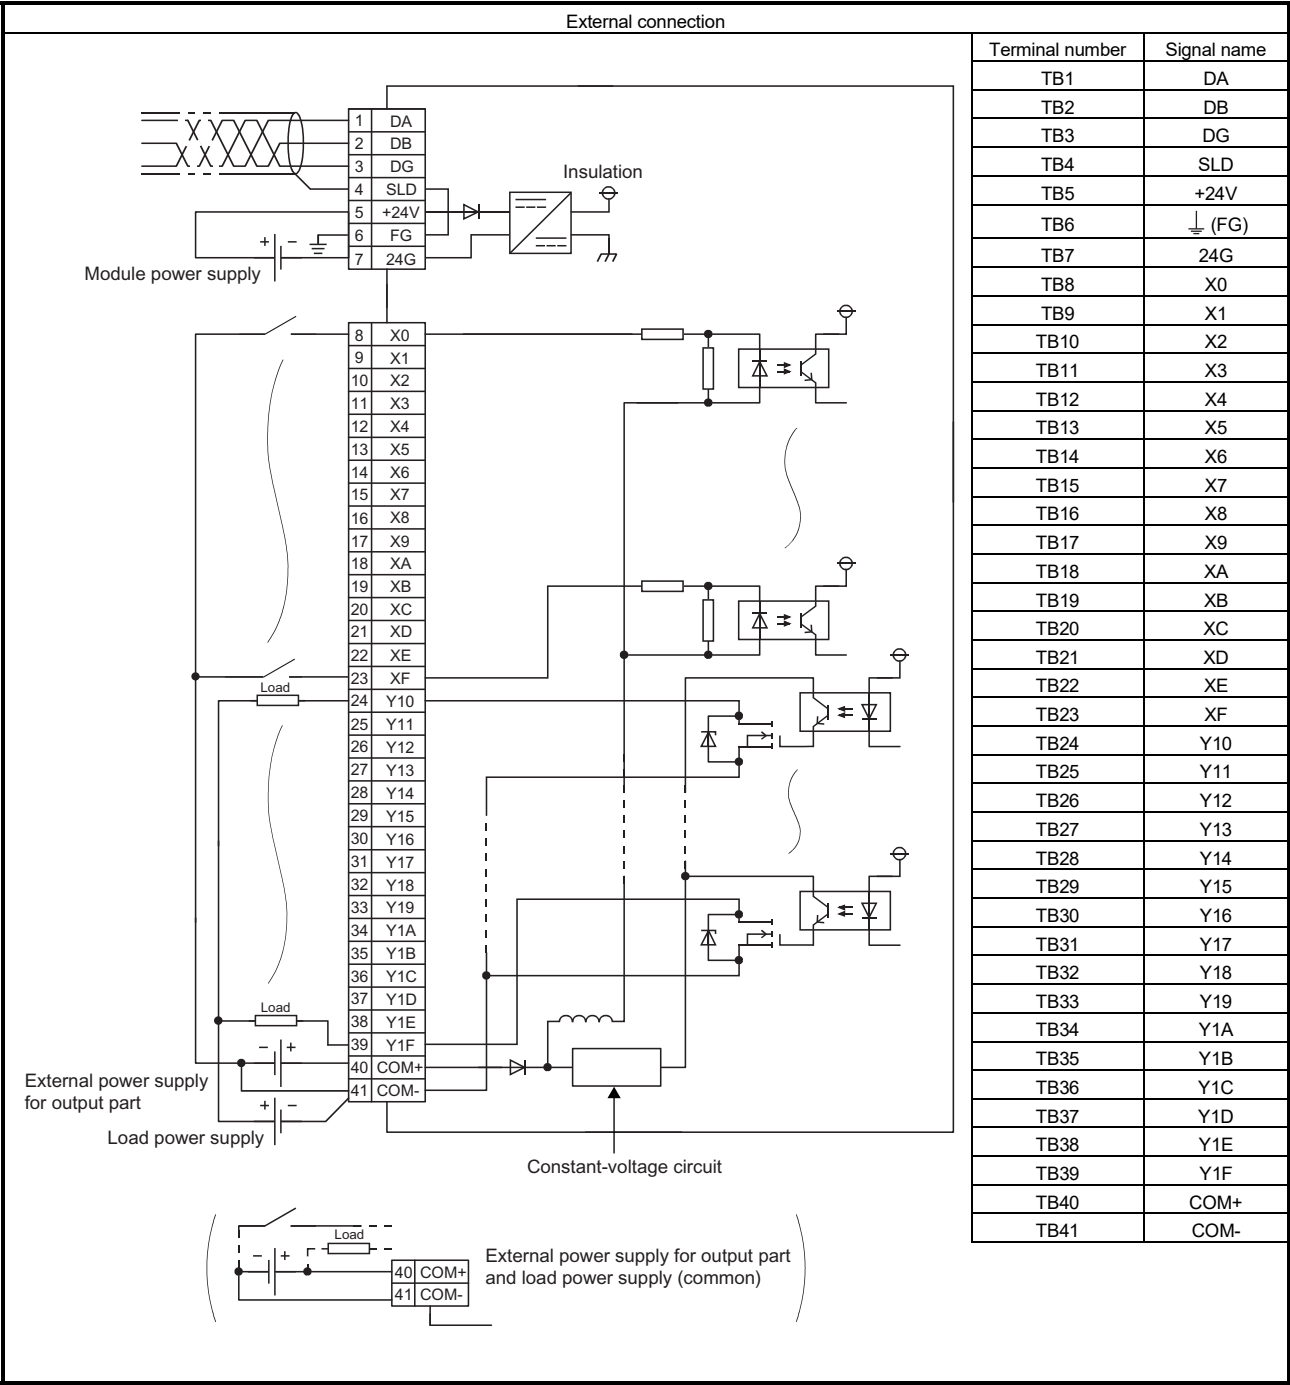 External connection
1 DA
2 DB
3 DG
4 SLD
5 +24V
6 FG
7 24G
Insulation
+ −
Module power supply
8 X0
9 X1
10 X2
11 X3
12 X4
13 X5
14 X6
15 X7
16 X8
17 X9
18 XA
19 XB
20 XC
21 XD
22 XE
23 XF
Load
24 Y10
25 Y11
26 Y12
27 Y13
28 Y14
29 Y15
30 Y16
31 Y17
32 Y18
33 Y19
34 Y1A
35 Y1B
36 Y1C
37 Y1D
Load
38 Y1E
39 Y1F
− +
40 COM+
41 COM-
External power supply
for output part
+ −
Load power supply
Constant-voltage circuit
Load
− +
40 COM+
41 COM-
External power supply for output part
and load power supply (common)
Terminal number Signal name
TB1 DA
TB2 DB
TB3 DG
TB4 SLD
TB5 +24V
TB6 (FG)
TB7 24G
TB8 X0
TB9 X1
TB10 X2
TB11 X3
TB12 X4
TB13 X5
TB14 X6
TB15 X7
TB16 X8
TB17 X9
TB18 XA
TB19 XB
TB20 XC
TB21 XD
TB22 XE
TB23 XF
TB24 Y10
TB25 Y11
TB26 Y12
TB27 Y13
TB28 Y14
TB29 Y15
TB30 Y16
TB31 Y17
TB32 Y18
TB33 Y19
TB34 Y1A
TB35 Y1B
TB36 Y1C
TB37 Y1D
TB38 Y1E
TB39 Y1F
TB40 COM+
TB41 COM-